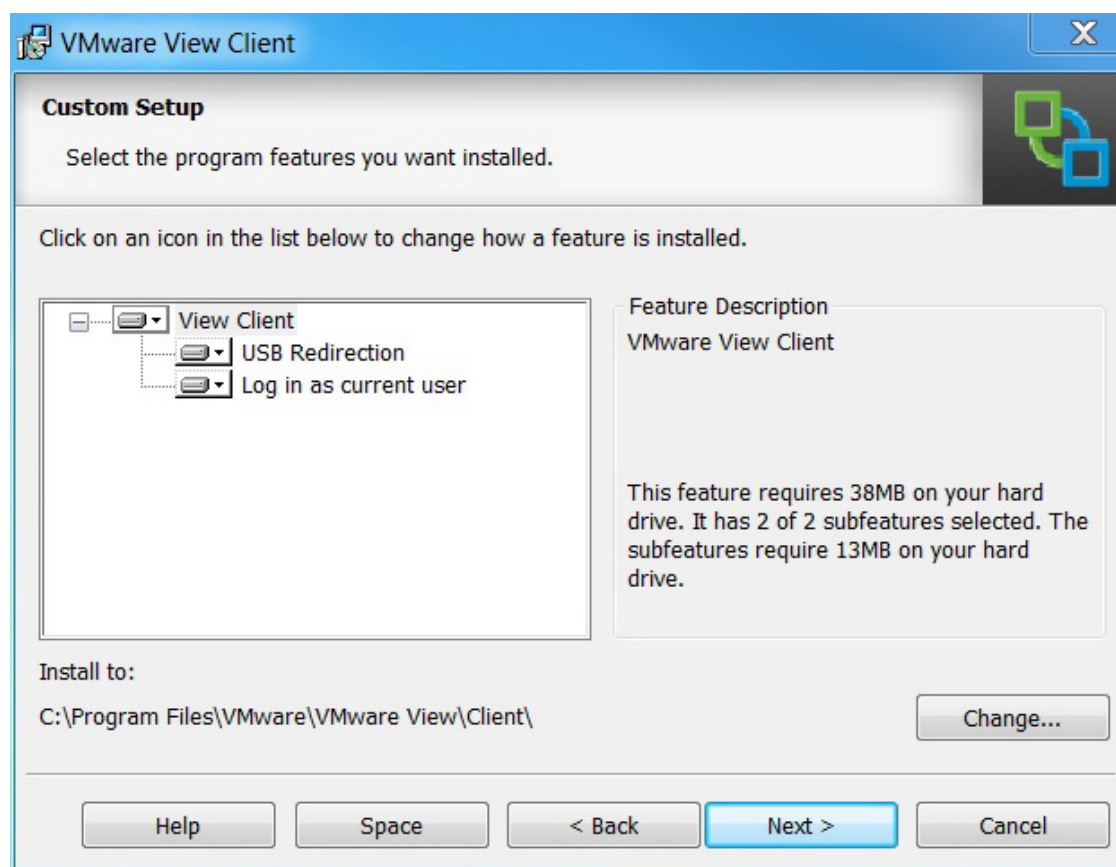 VMware View Client
Custom Setup
Select the program features you want installed.
Click on an icon in the list below to change how a feature is installed.
View Client
USB Redirection
Log in as current user
Feature Description
VMware View Client
This feature requires 38MB on your hard
drive. It has 2 of 2 subfeatures selected. The
subfeatures require 13MB on your hard
drive.
Install to:
C:\Program Files\VMware\VMware View\Client\
Change...
Help
Space
< Back
Next >
Cancel